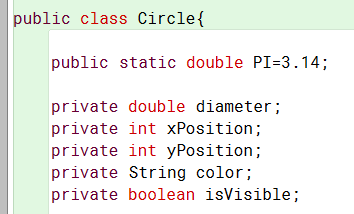 public class Circle{
public static double PI=3.14;
private double diameter;
private int xPosition;
private int yPosition;
private String color;
private boolean isVisible;